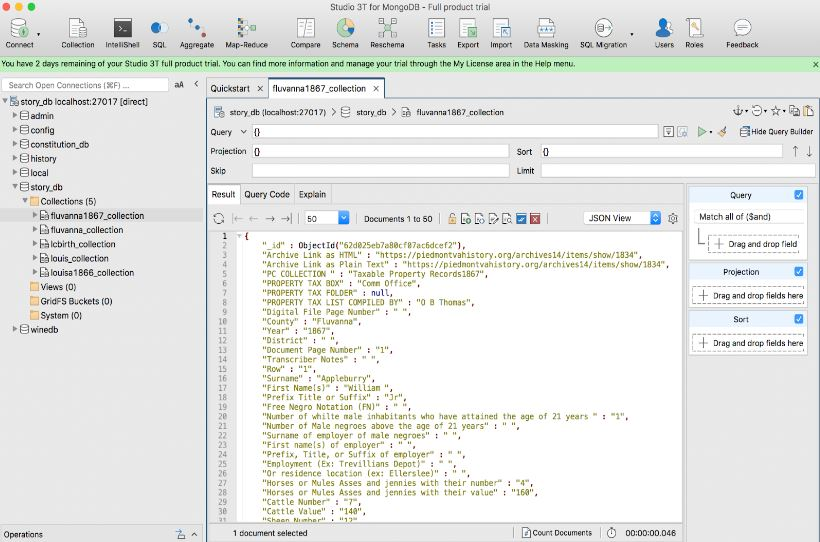 Studio 3T for MongoDB - Full product trial
Connect Collection IntelliShell SQL Aggregate Map-Reduce Compare Schema Reschema Tasks Export Import Data Masking SQL Migration Users Roles Feedback
You have 2 days remaining of your Studio 3T full product trial. You can find more information and manage your trial through the My License area in the Help menu.
Search Open Connections (⌘F) ... aA
story_db localhost:27017 [direct]
admin
config
constitution_db
history
local
story_db
Collections (5)
fluvanna1867_collection
fluvanna_collection
lcbirth_collection
louis_collection
louisa1866_collection
Views (0)
GridFS Buckets (0)
System (0)
winedb
Operations
Quickstart fluvanna1867_collection
story_db (localhost:27017) > story_db > fluvanna1867_collection
Query {} Hide Query Builder
Projection {} Sort {}
Skip Limit
Result Query Code Explain
50 Documents 1 to 50 JSON View
1 {
2 "_id" : ObjectId("62d025eb7a80cf07ac6dcef2"),
3 "Archive Link as HTML" : "https://piedmontvahistory.org/archives14/items/show/1834",
4 "Archive Link as Plain Text" : "https://piedmontvahistory.org/archives14/items/show/1834",
5 "PC COLLECTION " : "Taxable Property Records1867",
6 "PROPERTY TAX BOX" : "Comm Office",
7 "PROPERTY TAX FOLDER" : null,
8 "PROPERTY TAX LIST COMPILED BY" : "O B Thomas",
9 "Digital File Page Number" : " ",
10 "County" : "Fluvanna",
11 "Year" : "1867",
12 "District" : " ",
13 "Document Page Number" : "1",
14 "Transcriber Notes" : " ",
15 "Row" : "1",
16 "Surname" : "Appleburry",
17 "First Name(s)" : "William ",
18 "Prefix Title or Suffix" : "Jr",
19 "Free Negro Notation (FN)" : " ",
20 "Number of whilte male inhabitants who have attained the age of 21 years " : "1",
21 "Number of Male negroes above the age of 21 years" : " ",
22 "Surname of employer of male negroes" : " ",
23 "First name(s) of employer" : " ",
24 "Prefix, Title, or Suffix of employer" : " ",
25 "Employment (Ex: Trevillians Depot)" : " ",
26 "Or residence location (ex: Ellerslee)" : " ",
27 "Horses or Mules Asses and jennies with their number" : "4",
28 "Horses or Mules Asses and jennies with their value" : "160",
29 "Cattle Number" : "7",
30 "Cattle Value" : "140",
31 "Sheep Number" : "12",
1 document selected Count Documents 00:00:00.046
Query
Match all of ($and)
Drag and drop field
Projection
Drag and drop fields here
Sort
Drag and drop fields here